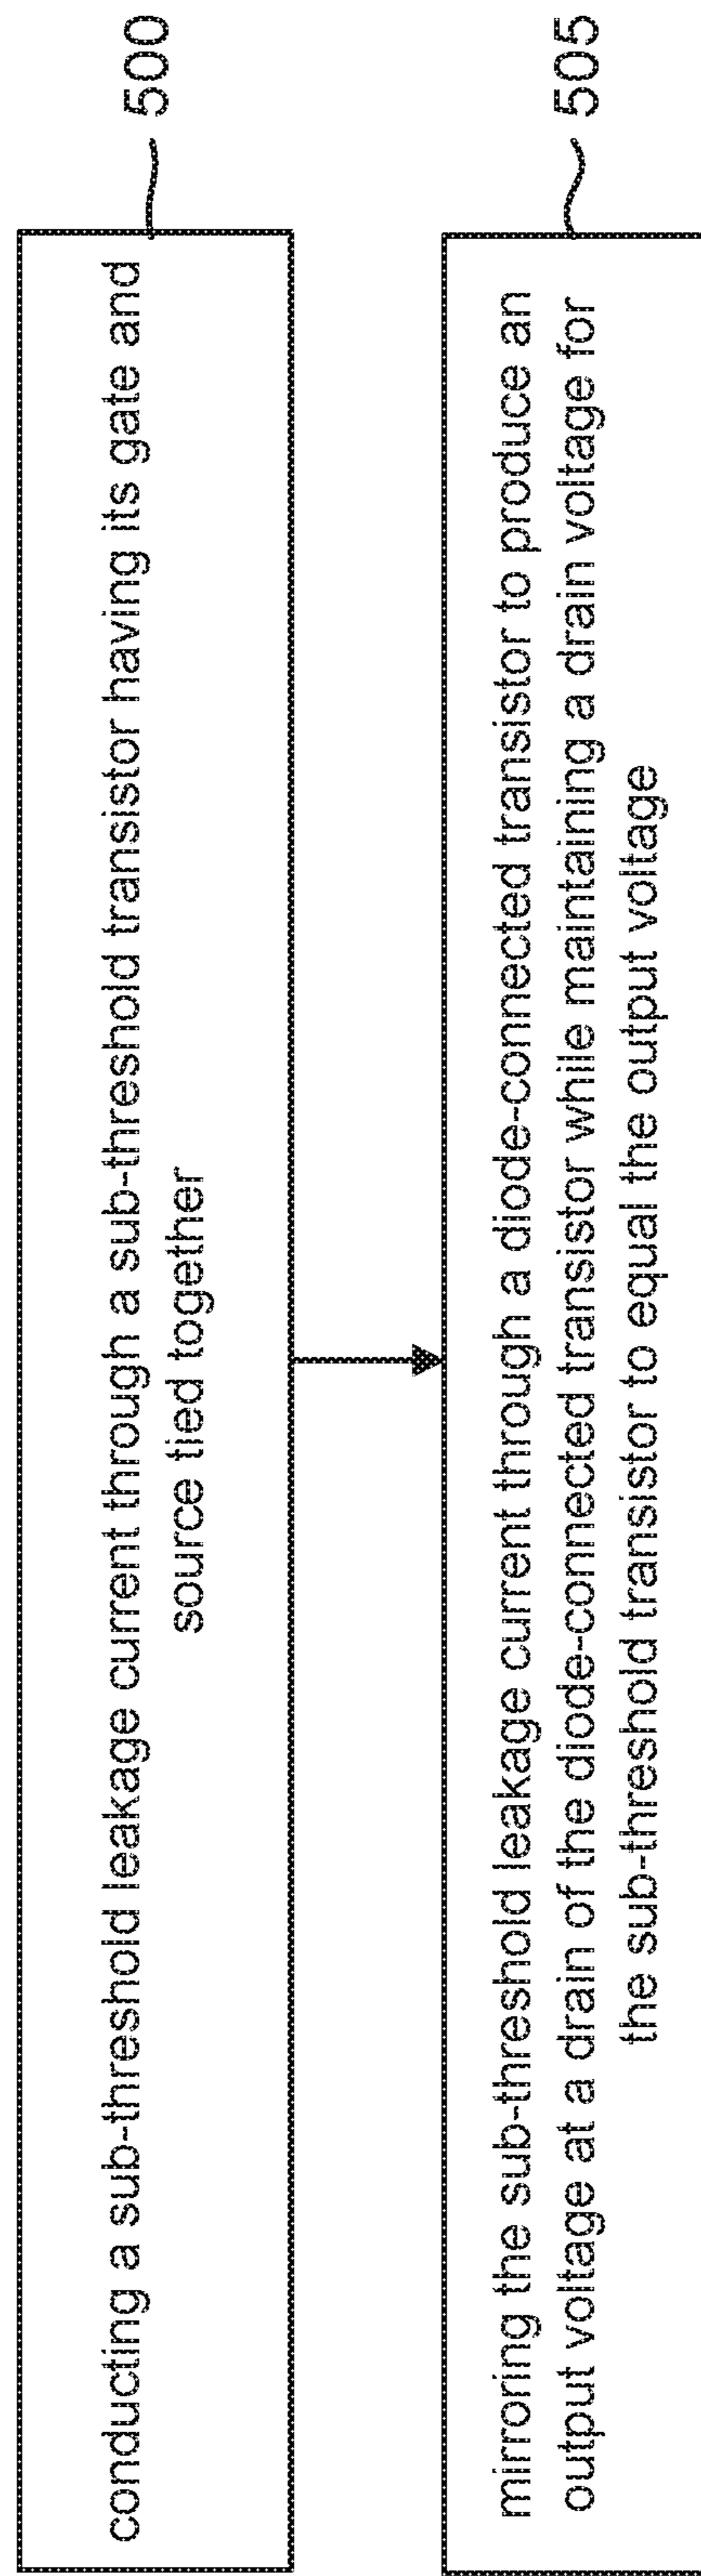 conducting a sub-threshold leakage current through a sub-threshold transistor having its gate and
source tied together
500
mirroring the sub-threshold leakage current through a diode-connected transistor to produce an
output voltage at a drain of the diode-connected transistor while maintaining a drain voltage for
the sub-threshold transistor to equal the output voltage
505